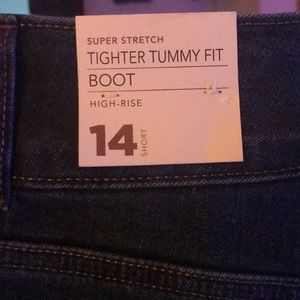 SUPER STRETCH
TIGHTER TUMMY FIT
BOOT
HIGH-RISE
14 SHORT